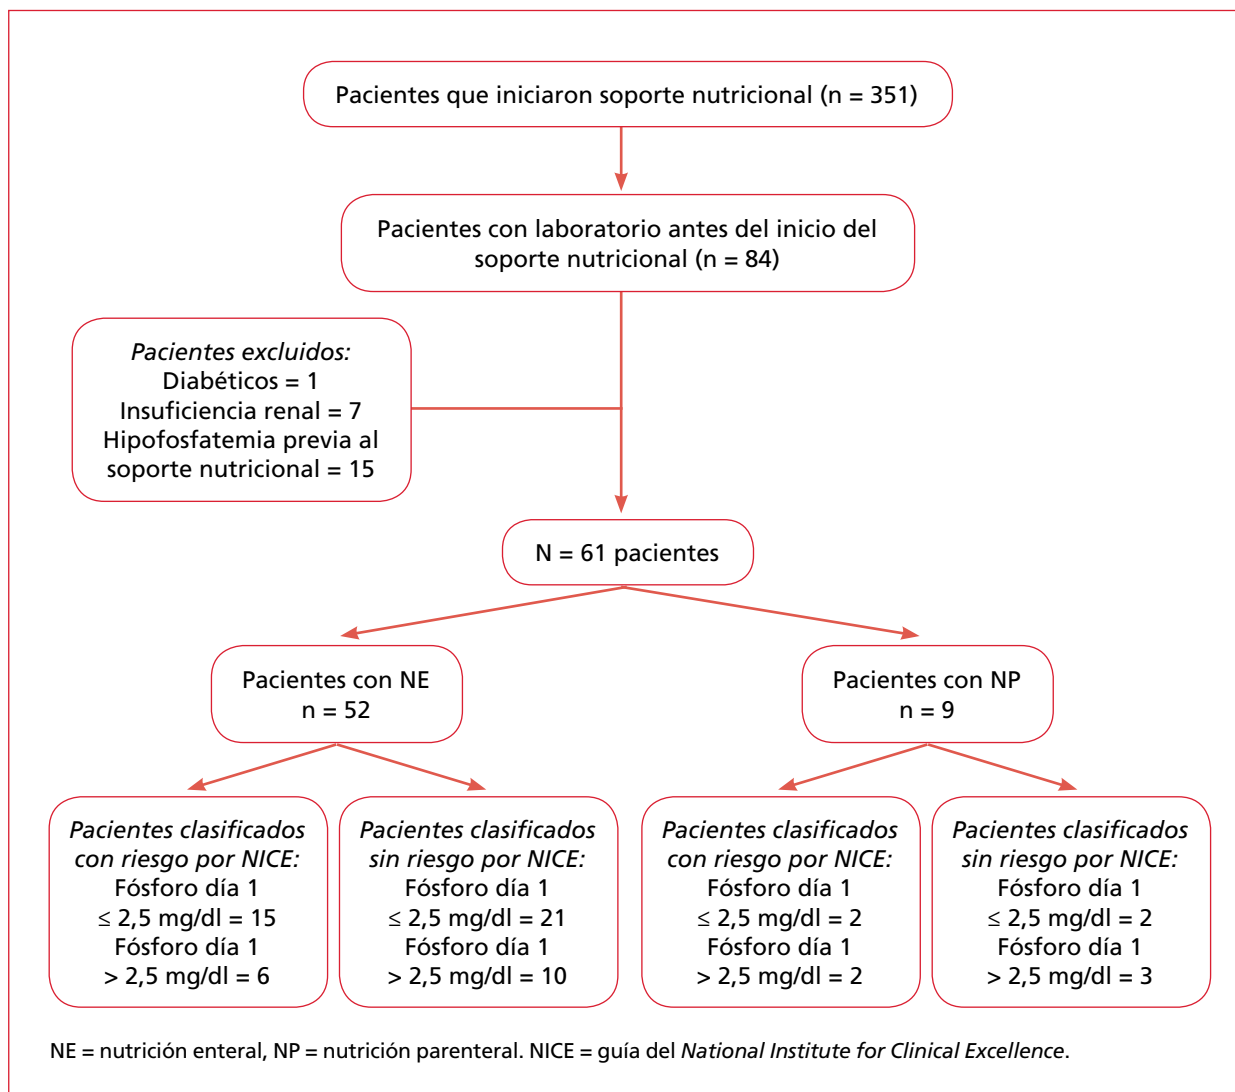 Pacientes que iniciaron soporte nutricional (n = 351)
Pacientes con laboratorio antes del inicio del
soporte nutricional (n = 84)
Pacientes excluidos:
Diabéticos = 1
Insuficiencia renal = 7
Hipofosfatemia previa al
soporte nutricional = 15
N = 61 pacientes
Pacientes con NE
n = 52
Pacientes con NP
n = 9
Pacientes clasificados
con riesgo por NICE:
Fósforo día 1
≤ 2,5 mg/dl = 15
Fósforo día 1
> 2,5 mg/dl = 6
Pacientes clasificados
sin riesgo por NICE:
Fósforo día 1
≤ 2,5 mg/dl = 21
Fósforo día 1
> 2,5 mg/dl = 10
Pacientes clasificados
con riesgo por NICE:
Fósforo día 1
≤ 2,5 mg/dl = 2
Fósforo día 1
> 2,5 mg/dl = 2
Pacientes clasificados
sin riesgo por NICE:
Fósforo día 1
≤ 2,5 mg/dl = 2
Fósforo día 1
> 2,5 mg/dl = 3
NE = nutrición enteral, NP = nutrición parenteral. NICE = guía del National Institute for Clinical Excellence.